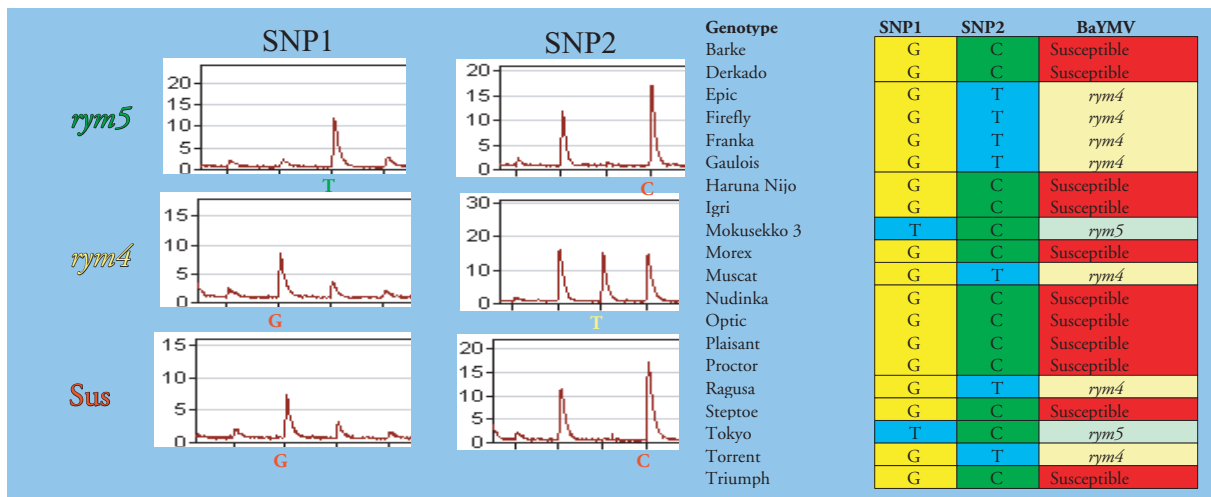 SNP1 SNP2
rym5
20
15
10
5
0
T
20
15
10
5
0
C
rym4
15
10
5
0
G
30
20
10
0
T
Sus
15
10
5
0
G
20
15
10
5
0
C
Genotype SNP1 SNP2 BaYMV
Barke G C Susceptible
Derkado G C Susceptible
Epic G T rym4
Firefly G T rym4
Franka G T rym4
Gaulois G T rym4
Haruna Nijo G C Susceptible
Igri G C Susceptible
Mokusekko 3 T C rym5
Morex G C Susceptible
Muscat G T rym4
Nudinka G C Susceptible
Optic G C Susceptible
Plaisant G C Susceptible
Proctor G C Susceptible
Ragusa G T rym4
Steptoe G C Susceptible
Tokyo T C rym5
Torrent G T rym4
Triumph G C Susceptible